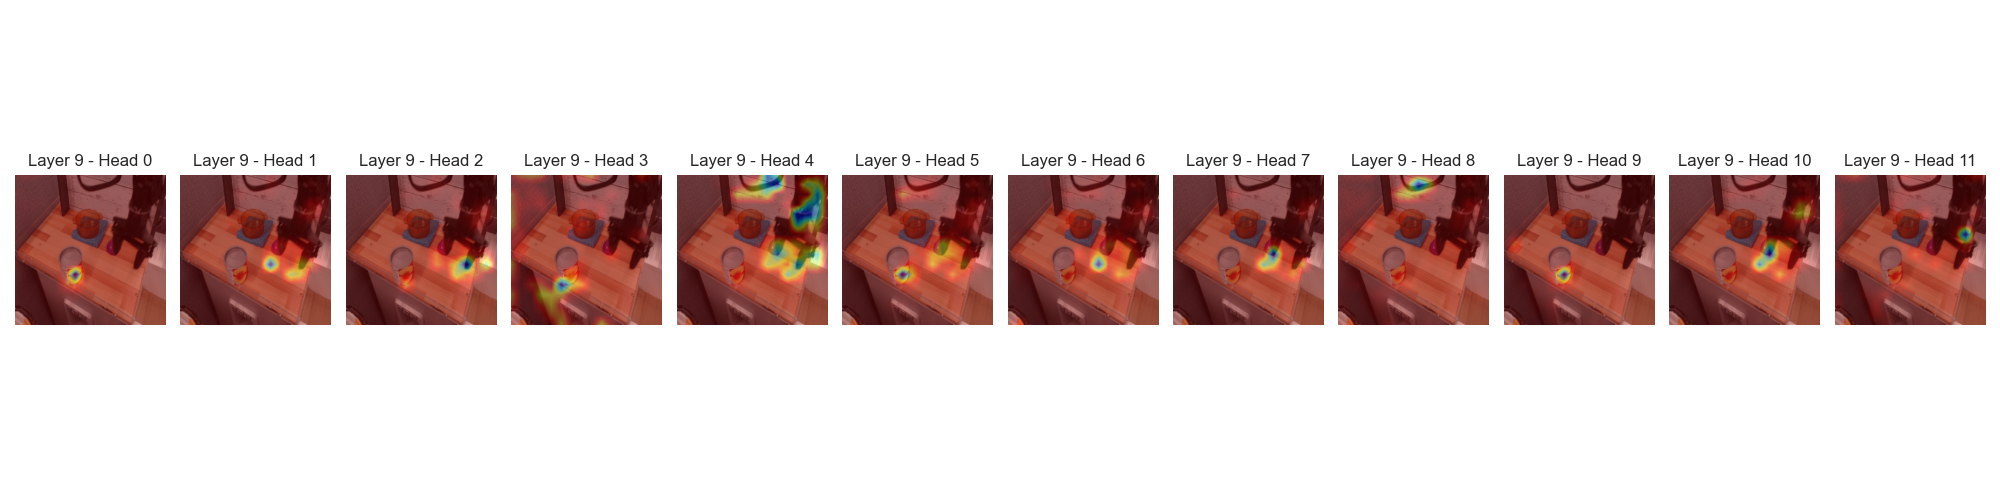 Layer 9 - Head 0
Layer 9 - Head 1
Layer 9 - Head 2
Layer 9 - Head 3
Layer 9 - Head 4
Layer 9 - Head 5
Layer 9 - Head 6
Layer 9 - Head 7
Layer 9 - Head 8
Layer 9 - Head 9
Layer 9 - Head 10
Layer 9 - Head 11